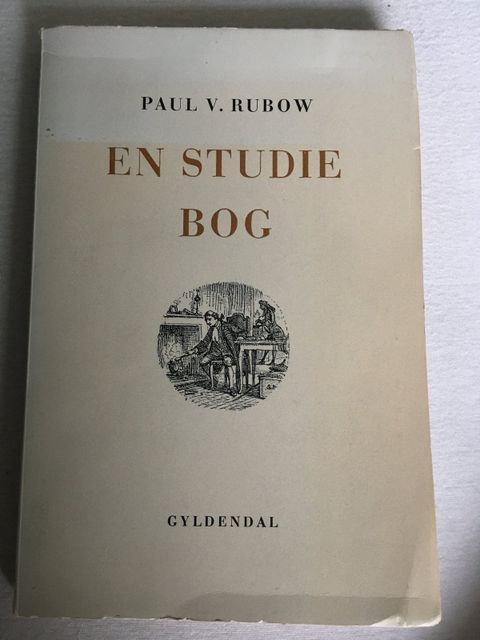 PAUL V. RUBOW
EN STUDIE
BOG
GYLDENDAL